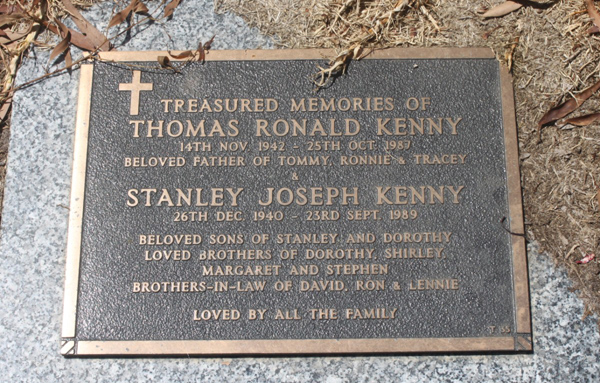 TREASURED MEMORIES OF
THOMAS RONALD KENNY
14TH NOV. 1942 - 25TH OCT. 1987
BELOVED FATHER OF TOMMY, RONNIE & TRACEY
&
STANLEY JOSEPH KENNY
26TH DEC. 1940 - 23RD SEPT. 1989
BELOVED SONS OF STANLEY AND DOROTHY
LOVED BROTHERS OF DOROTHY, SHIRLEY,
MARGARET AND STEPHEN
BROTHERS-IN-LAW OF DAVID, RON & LENNIE
LOVED BY ALL THE FAMILY